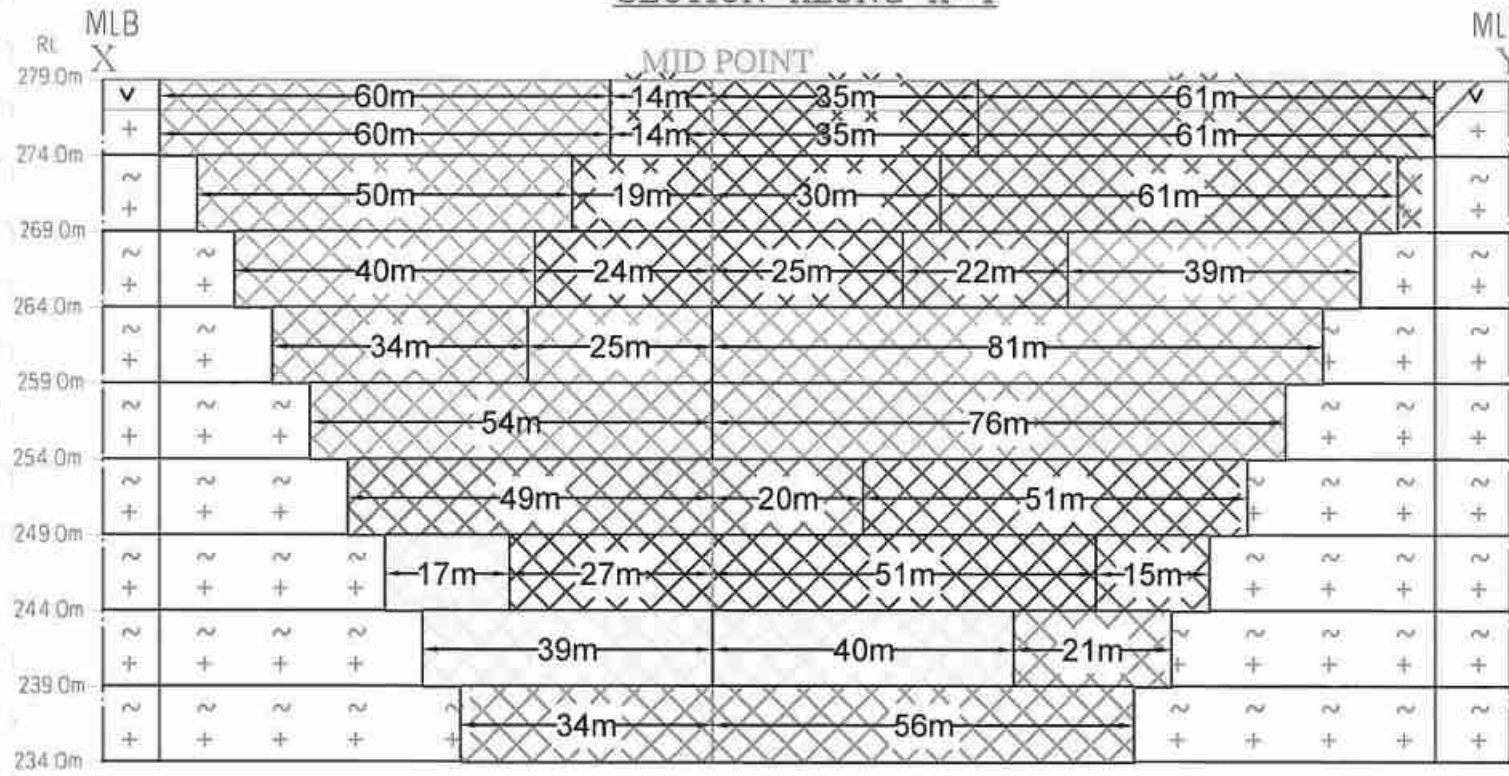 SECTION ALONG X-Y
MLB
ML
RL
X
MID POINT
279.0m
60m 14m 35m 61m
60m 14m 35m 61m
274.0m
50m 19m 30m 61m
269.0m
40m 24m 25m 22m 39m
264.0m
34m 25m 81m
259.0m
54m 76m
254.0m
49m 20m 51m
249.0m
17m 27m 51m 15m
244.0m
39m 40m 21m
239.0m
34m 56m
234.0m